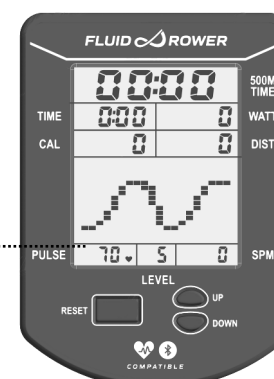 FLUID ROWER
00:00 500M TIME
TIME 0:00 0 WATT
CAL 0 0 DIST
PULSE 70 5 0 SPM
LEVEL
RESET UP
DOWN
COMPATIBLE